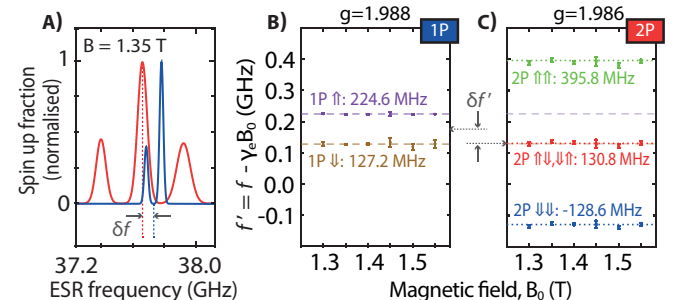 A)
B = 1.35 T
1
0
Spin up fraction
(normalised)
δf
37.2
38.0
ESR frequency (GHz)
B)
g=1.988
1P
f' = f - γeB0 (GHz)
0.4
0.3
0.2
0.1
0.0
-0.1
1P ⇑: 224.6 MHz
1P ⇓: 127.2 MHz
1.3
1.4
1.5
δf'
C)
g=1.986
2P
2P ⇑⇑: 395.8 MHz
2P ⇑⇓,⇓⇑: 130.8 MHz
2P ⇓⇓: -128.6 MHz
1.3
1.4
1.5
Magnetic field, B0 (T)